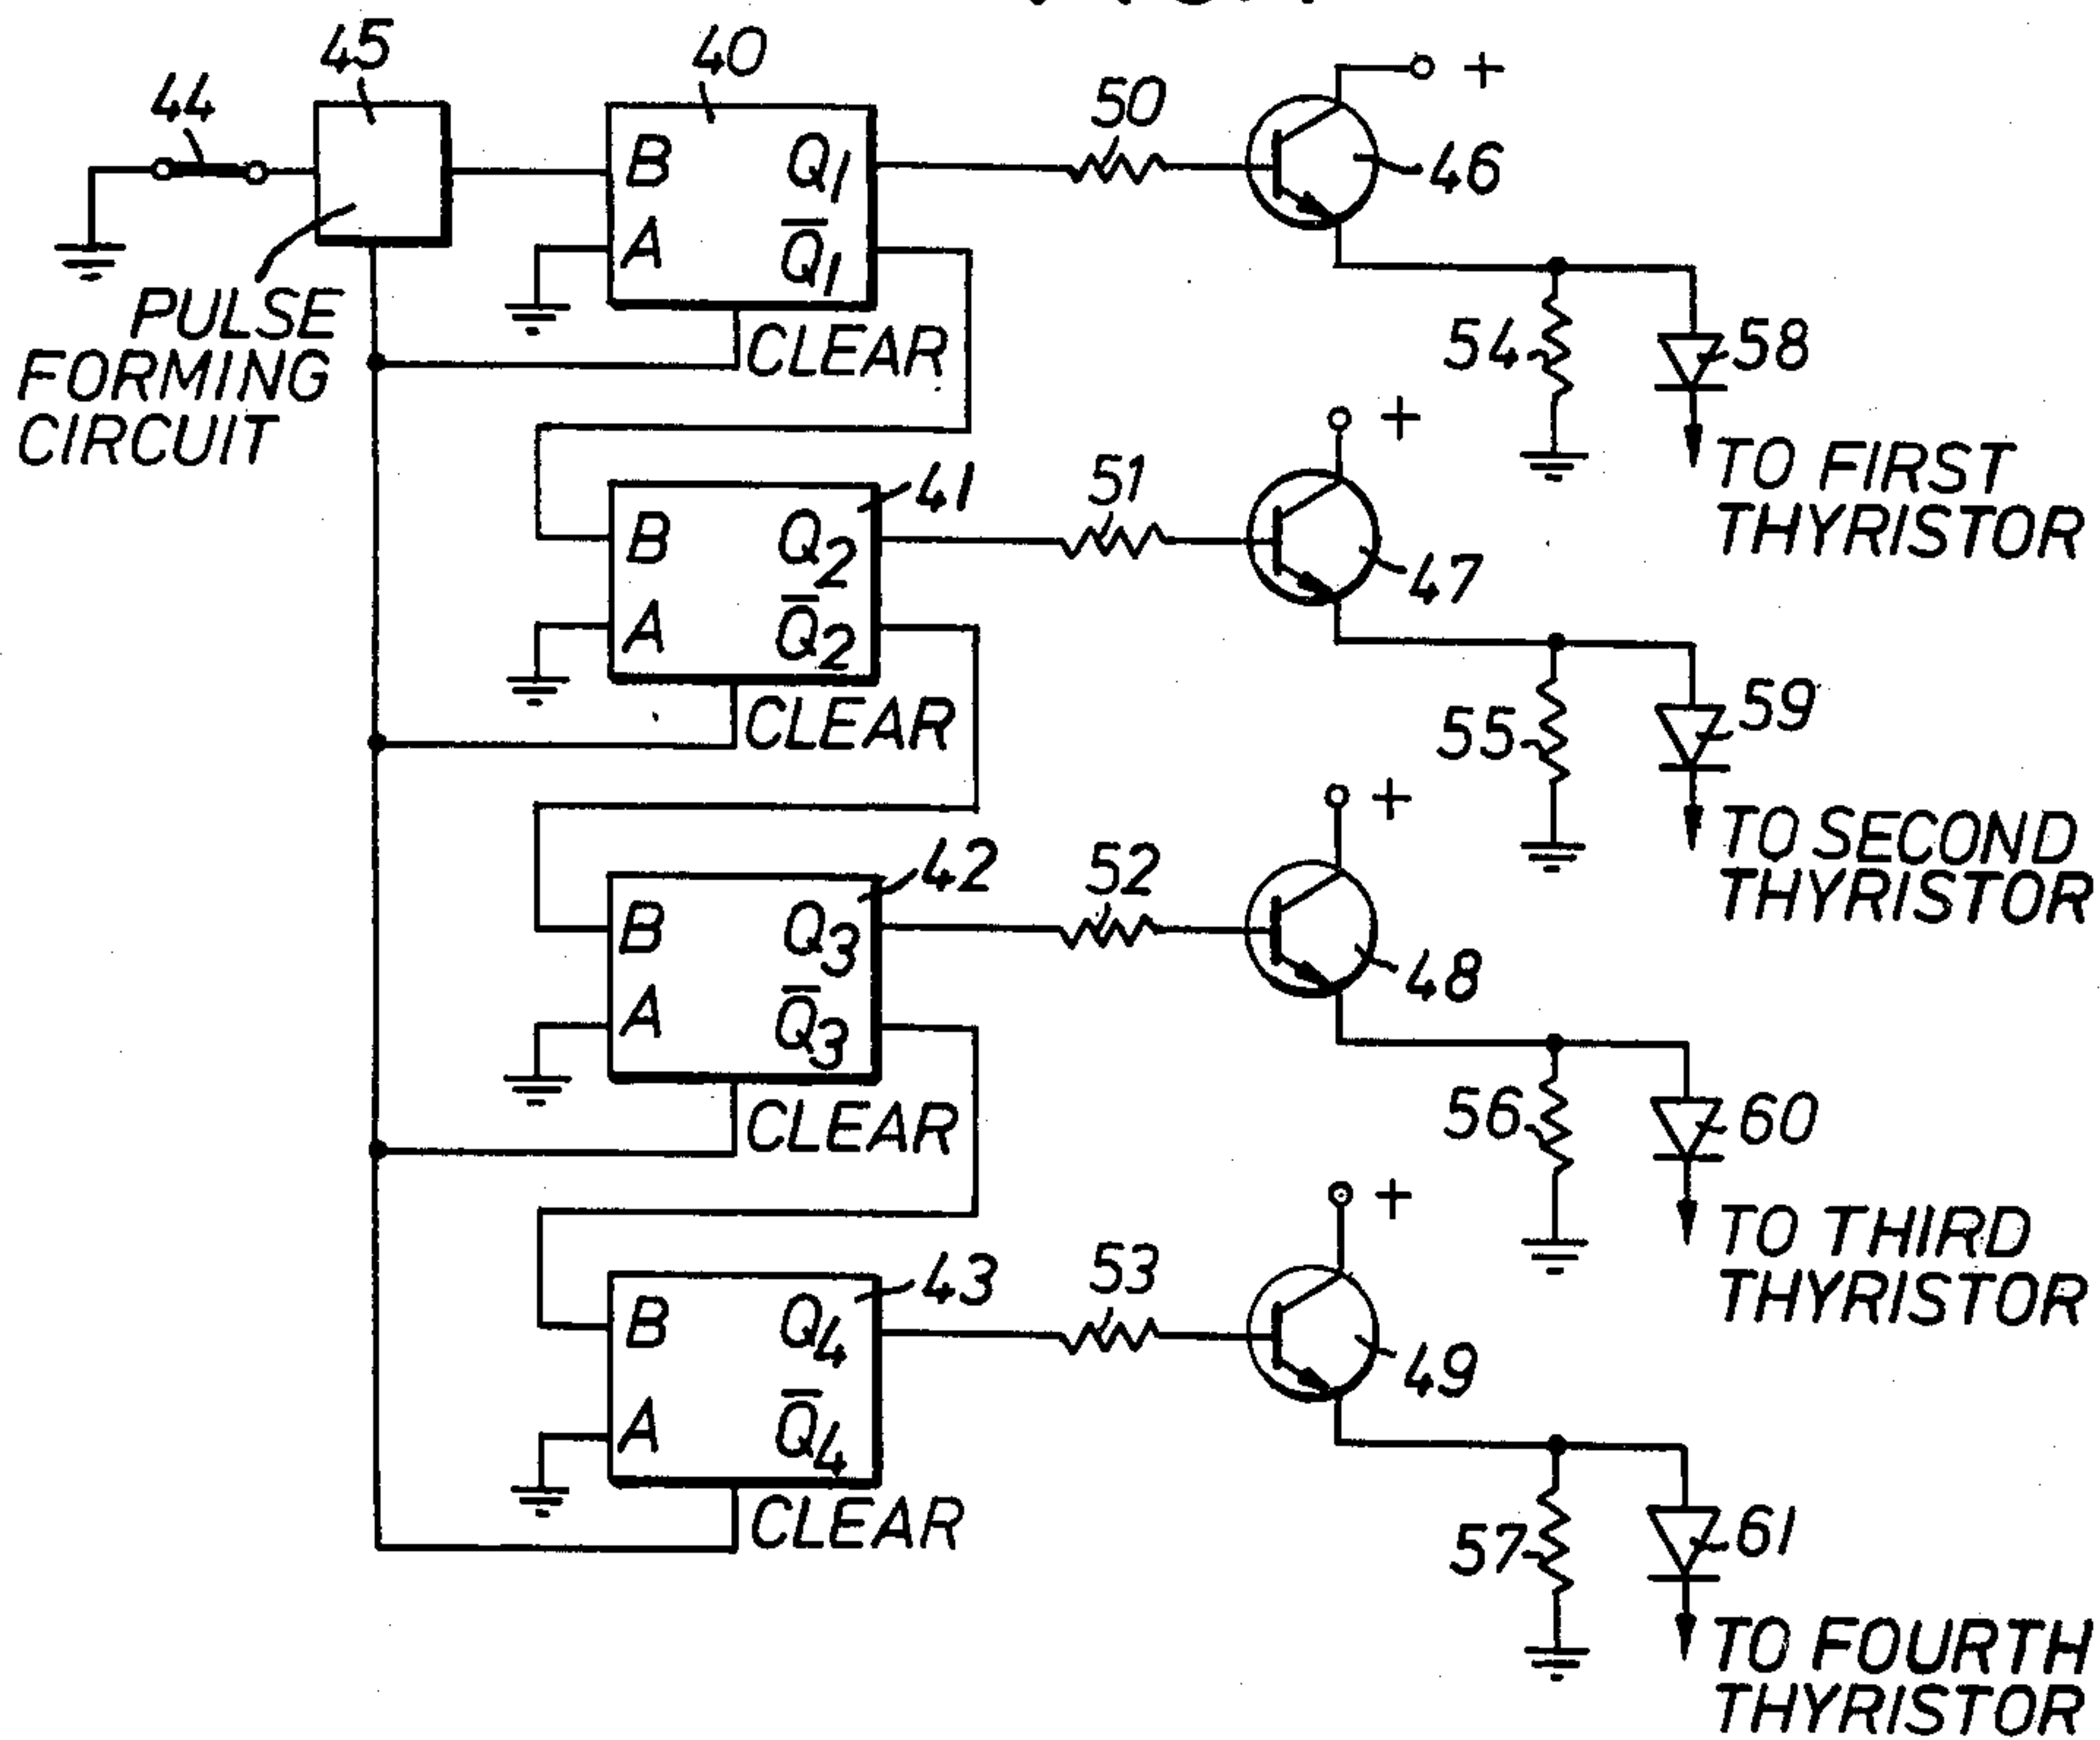 45
40
44
50
+
B Q1
46
A Q̅1
PULSE
FORMING
CIRCUIT
CLEAR
54
58
TO FIRST
THYRISTOR
+
41
51
B Q2
47
A Q̅2
CLEAR
55
59
TO SECOND
THYRISTOR
+
42
52
B Q3
48
A Q̅3
CLEAR
56
60
TO THIRD
THYRISTOR
+
43
53
B Q4
49
A Q̅4
CLEAR
57
61
TO FOURTH
THYRISTOR